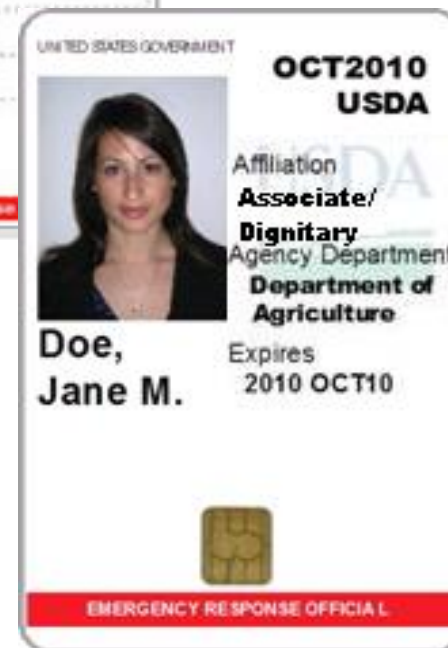 UNITED STATES GOVERNMENT
OCT2010
USDA
Affiliation
Associate/
Dignitary
Agency Department
Department of
Agriculture
Expires
2010 OCT10
Doe,
Jane M.
EMERGENCY RESPONSE OFFICIAL